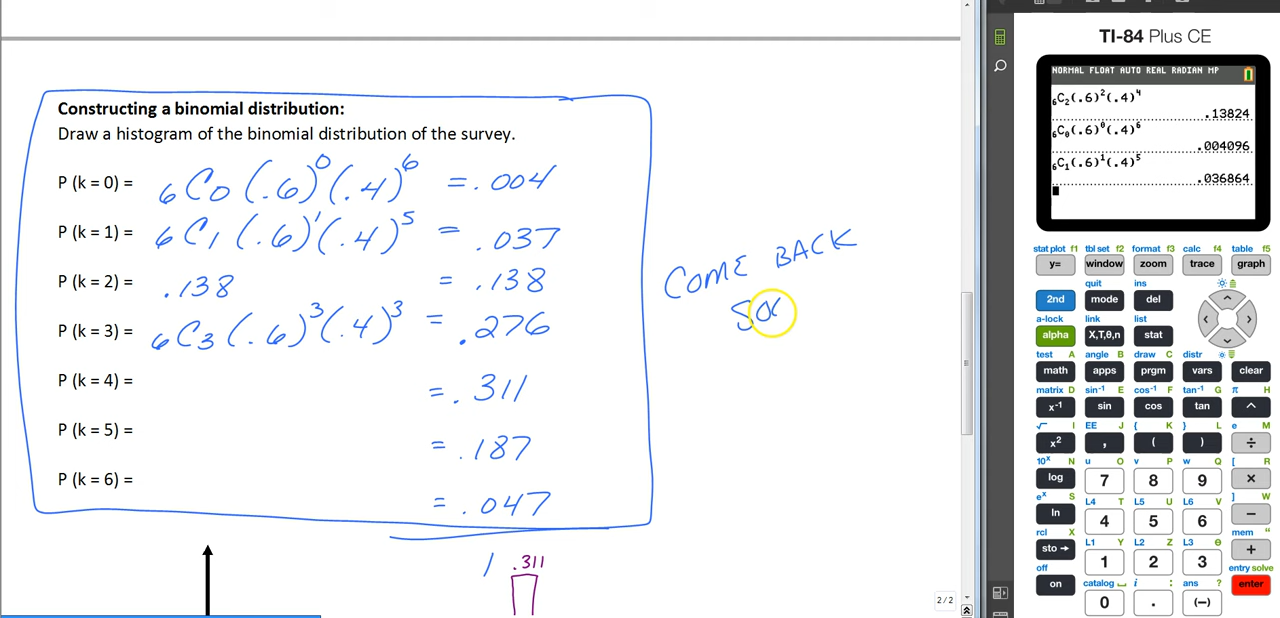 Constructing a binomial distribution:
Draw a histogram of the binomial distribution of the survey.
P (k = 0) = ₆C₀ (.6)⁰ (.4)⁶ = .004
P (k = 1) = ₆C₁ (.6)¹ (.4)⁵ = .037
P (k = 2) = .138 = .138
P (k = 3) = ₆C₃ (.6)³ (.4)³ = .276
P (k = 4) = = .311
P (k = 5) = = .187
P (k = 6) = = .047
1
.311
COME BACK
2 / 2
TI-84 Plus CE
NORMAL FLOAT AUTO REAL RADIAN MP
₆C₂(.6)²(.4)⁴
.13824
₆C₀(.6)⁰(.4)⁶
.004096
₆C₁(.6)¹(.4)⁵
.036864
stat plot f1 tbl set f2 format f3 calc f4 table f5
y= window zoom trace graph
quit ins
2nd mode del
a-lock link list
alpha X,T,θ,n stat
test A angle B draw C distr
math apps prgm vars clear
matrix D sin⁻¹ E cos⁻¹ F tan⁻¹ G π H
x⁻¹ sin cos tan ^
√ I EE J { K } L e M
x² , ( ) ÷
10ˣ N u O v P w Q [ R
log 7 8 9 ×
eˣ S L4 T L5 U L6 V ] W
ln 4 5 6 −
rcl X L1 Y L2 Z L3 θ mem "
sto → 1 2 3 +
off catalog i : ans ? entry solve
on 0 . (−) enter